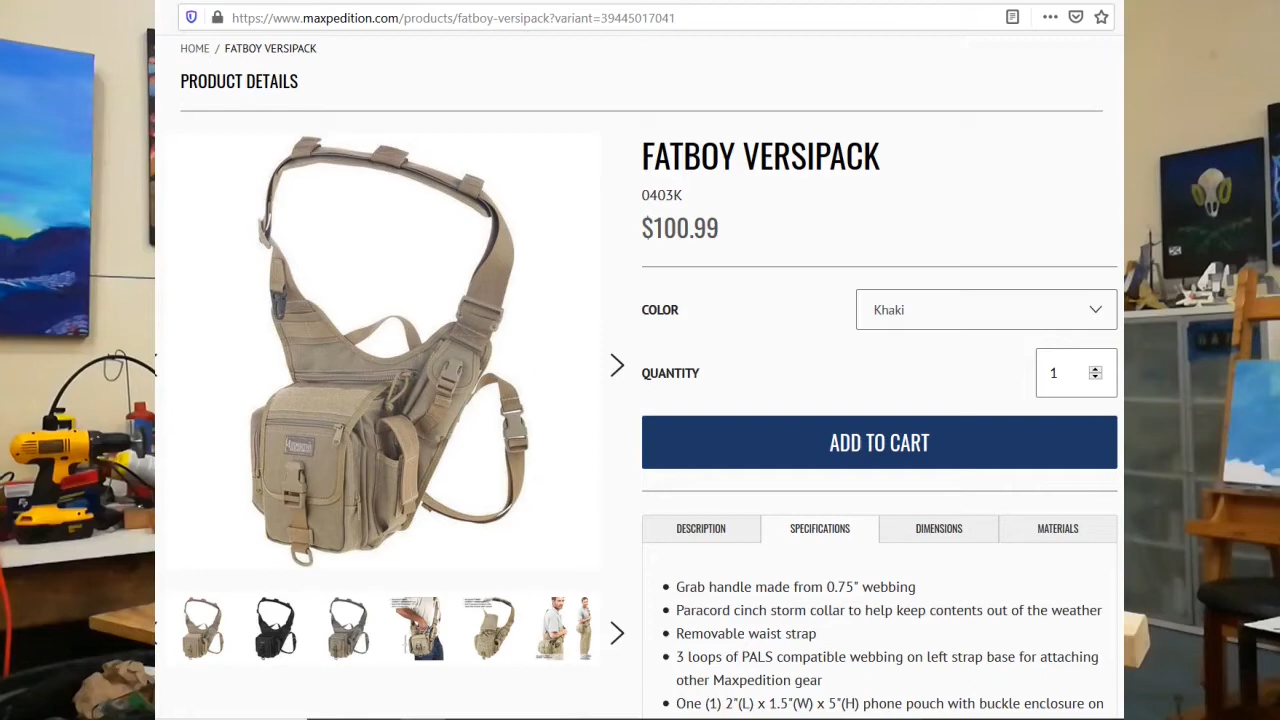 https://www.maxpedition.com/products/fatboy-versipack?variant=39445017041
HOME / FATBOY VERSIPACK
PRODUCT DETAILS
FATBOY VERSIPACK
0403K
$100.99
COLOR
Khaki
QUANTITY
1
ADD TO CART
DESCRIPTION
SPECIFICATIONS
DIMENSIONS
MATERIALS
Grab handle made from 0.75" webbing
Paracord cinch storm collar to help keep contents out of the weather
Removable waist strap
3 loops of PALS compatible webbing on left strap base for attaching
other Maxpedition gear
One (1) 2"(L) x 1.5"(W) x 5"(H) phone pouch with buckle enclosure on